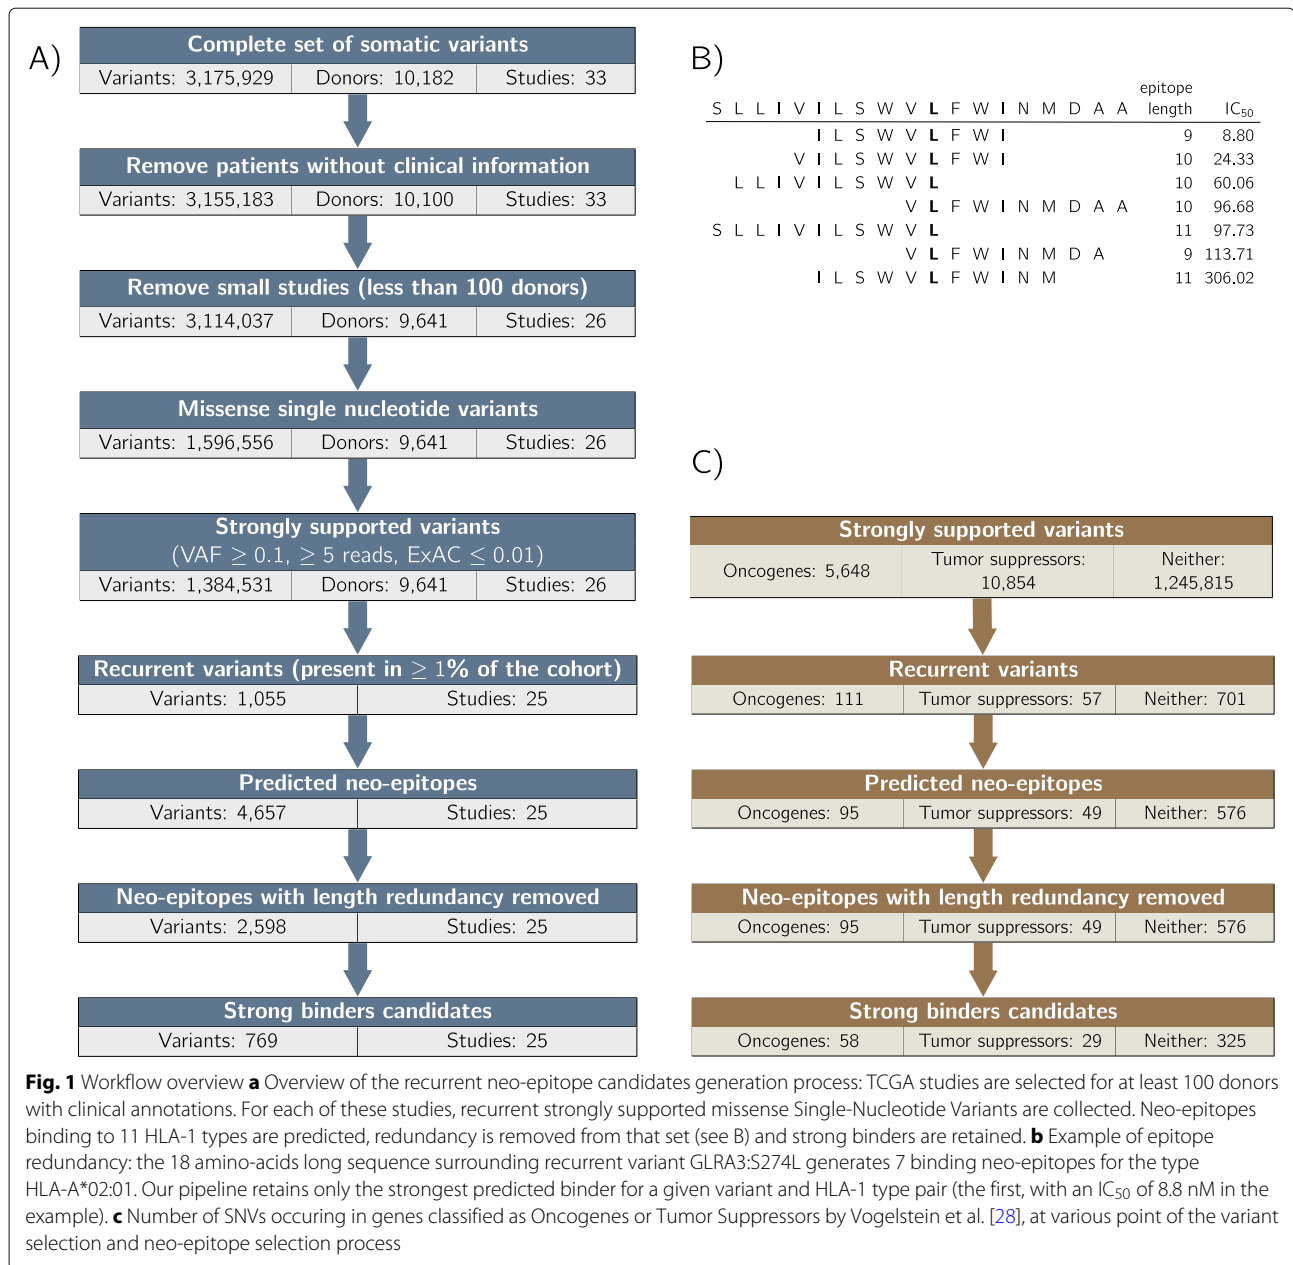 A)
Complete set of somatic variants
Variants: 3,175,929 Donors: 10,182 Studies: 33
Remove patients without clinical information
Variants: 3,155,183 Donors: 10,100 Studies: 33
Remove small studies (less than 100 donors)
Variants: 3,114,037 Donors: 9,641 Studies: 26
Missense single nucleotide variants
Variants: 1,596,556 Donors: 9,641 Studies: 26
Strongly supported variants
(VAF ≥ 0.1, ≥ 5 reads, ExAC ≤ 0.01)
Variants: 1,384,531 Donors: 9,641 Studies: 26
Recurrent variants (present in ≥ 1% of the cohort)
Variants: 1,055 Studies: 25
Predicted neo-epitopes
Variants: 4,657 Studies: 25
Neo-epitopes with length redundancy removed
Variants: 2,598 Studies: 25
Strong binders candidates
Variants: 769 Studies: 25
B)
epitope
S L L I V I L S W V L F W I N M D A A length IC50
I L S W V L F W I 9 8.80
V I L S W V L F W I 10 24.33
L L I V I L S W V L 10 60.06
V L F W I N M D A A 10 96.68
S L L I V I L S W V L 11 97.73
V L F W I N M D A 9 113.71
I L S W V L F W I N M 11 306.02
C)
Strongly supported variants
Oncogenes: 5,648 Tumor suppressors: 10,854 Neither: 1,245,815
Recurrent variants
Oncogenes: 111 Tumor suppressors: 57 Neither: 701
Predicted neo-epitopes
Oncogenes: 95 Tumor suppressors: 49 Neither: 576
Neo-epitopes with length redundancy removed
Oncogenes: 95 Tumor suppressors: 49 Neither: 576
Strong binders candidates
Oncogenes: 58 Tumor suppressors: 29 Neither: 325
Fig. 1 Workflow overview a Overview of the recurrent neo-epitope candidates generation process: TCGA studies are selected for at least 100 donors
with clinical annotations. For each of these studies, recurrent strongly supported missense Single-Nucleotide Variants are collected. Neo-epitopes
binding to 11 HLA-1 types are predicted, redundancy is removed from that set (see B) and strong binders are retained. b Example of epitope
redundancy: the 18 amino-acids long sequence surrounding recurrent variant GLRA3:S274L generates 7 binding neo-epitopes for the type
HLA-A*02:01. Our pipeline retains only the strongest predicted binder for a given variant and HLA-1 type pair (the first, with an IC50 of 8.8 nM in the
example). c Number of SNVs occuring in genes classified as Oncogenes or Tumor Suppressors by Vogelstein et al. [28], at various point of the variant
selection and neo-epitope selection process